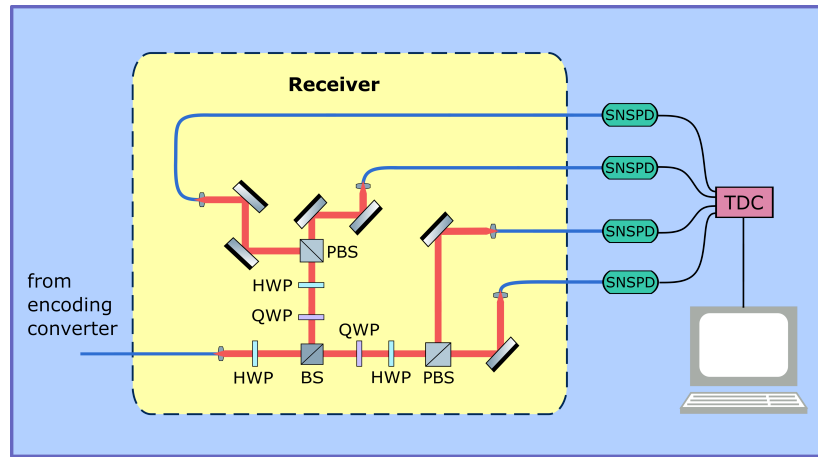 Receiver
SNSPD
SNSPD
TDC
SNSPD
PBS
SNSPD
from
encoding
converter
HWP
QWP
QWP
HWP
BS
HWP
PBS